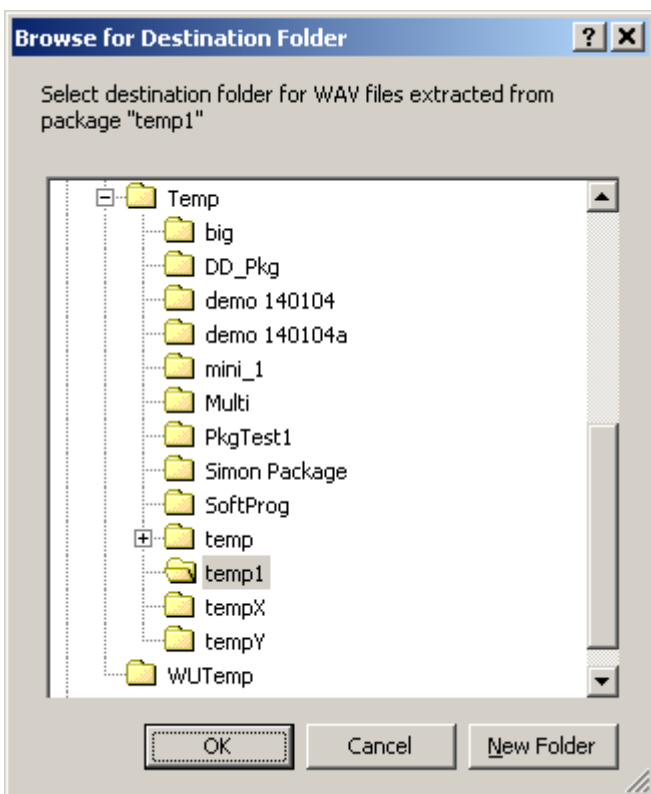 Browse for Destination Folder
Select destination folder for WAV files extracted from
package "temp1"
Temp
big
DD_Pkg
demo 140104
demo 140104a
mini_1
Multi
PkgTest1
Simon Package
SoftProg
temp
temp1
tempX
tempY
WUTemp
OK Cancel New Folder